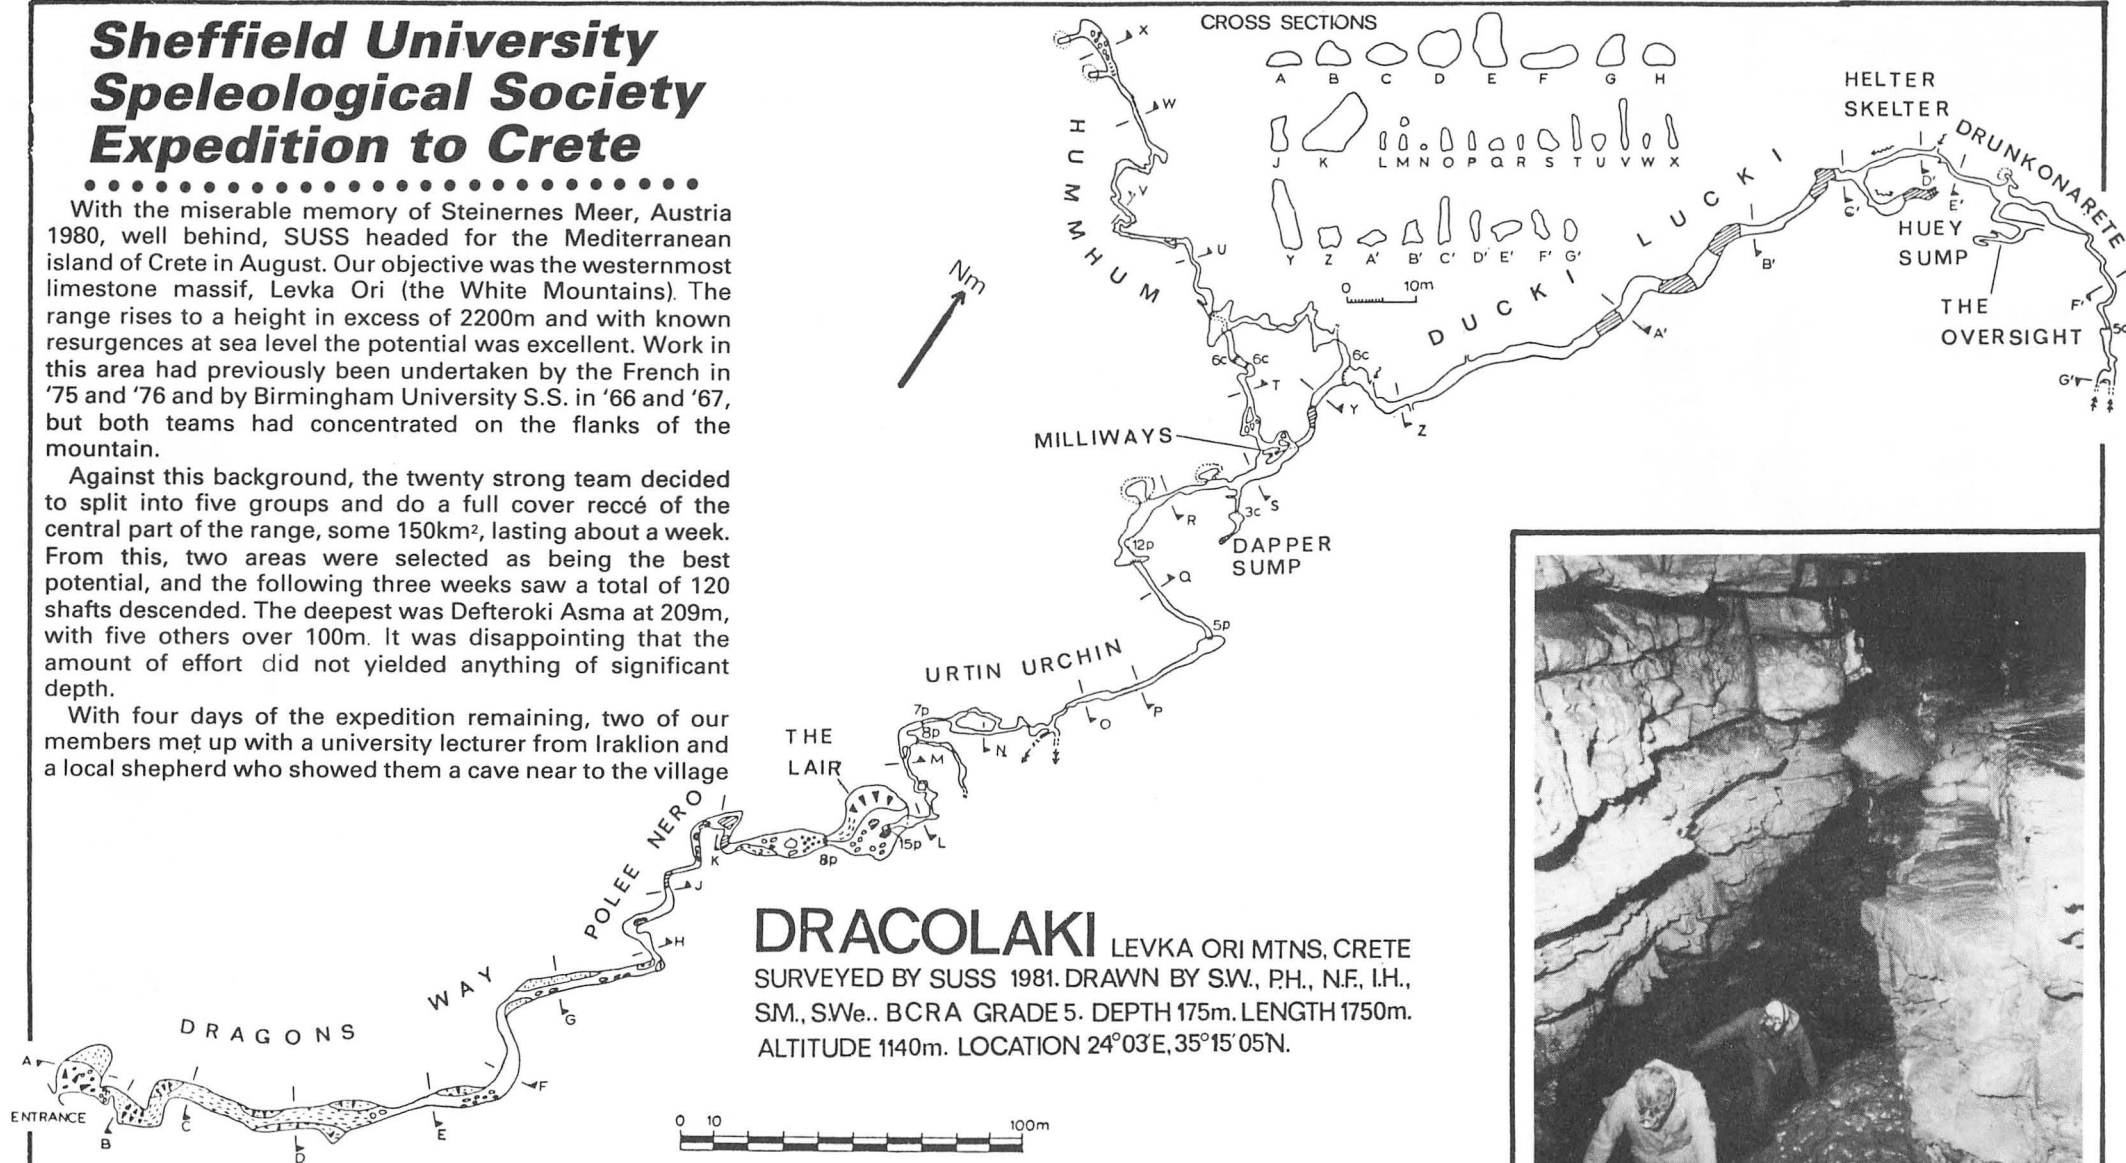 Sheffield University
Speleological Society
Expedition to Crete
With the miserable memory of Steinernes Meer, Austria
1980, well behind, SUSS headed for the Mediterranean
island of Crete in August. Our objective was the westernmost
limestone massif, Levka Ori (the White Mountains). The
range rises to a height in excess of 2200m and with known
resurgences at sea level the potential was excellent. Work in
this area had previously been undertaken by the French in
'75 and '76 and by Birmingham University S.S. in '66 and '67,
but both teams had concentrated on the flanks of the
mountain.
Against this background, the twenty strong team decided
to split into five groups and do a full cover reccé of the
central part of the range, some 150km², lasting about a week.
From this, two areas were selected as being the best
potential, and the following three weeks saw a total of 120
shafts descended. The deepest was Defteroki Asma at 209m,
with five others over 100m. It was disappointing that the
amount of effort did not yielded anything of significant
depth.
With four days of the expedition remaining, two of our
members met up with a university lecturer from Iraklion and
a local shepherd who showed them a cave near to the village
CROSS SECTIONS
A B C D E F G H
J K L M N O P Q R S T U V W X
Y Z A' B' C' D' E' F' G'
0 10m
Nm
HUMMHUM
X
W
V
U
6c 6c
T
6c
Y
Z
MILLIWAYS
S
R
3c
DAPPER
SUMP
12p
Q
5p
URTIN URCHIN
P
O
N
7p
8p
M
THE
LAIR
L
15p
8p
K
POLEE NERO
J
H
G
F
DRAGONS WAY
E
D
C
B
A
ENTRANCE
DUCKI LUCKI
A'
B'
C'
D'
E'
F'
G'
5c
HELTER
SKELTER
DRUNKONARETE
HUEY
SUMP
THE
OVERSIGHT
DRACOLAKI LEVKA ORI MTNS, CRETE
SURVEYED BY SUSS 1981. DRAWN BY S.W., P.H., N.F., I.H.,
S.M., S.We.. BCRA GRADE 5. DEPTH 175m. LENGTH 1750m.
ALTITUDE 1140m. LOCATION 24°03'E, 35°15'05"N.
0 10 100m